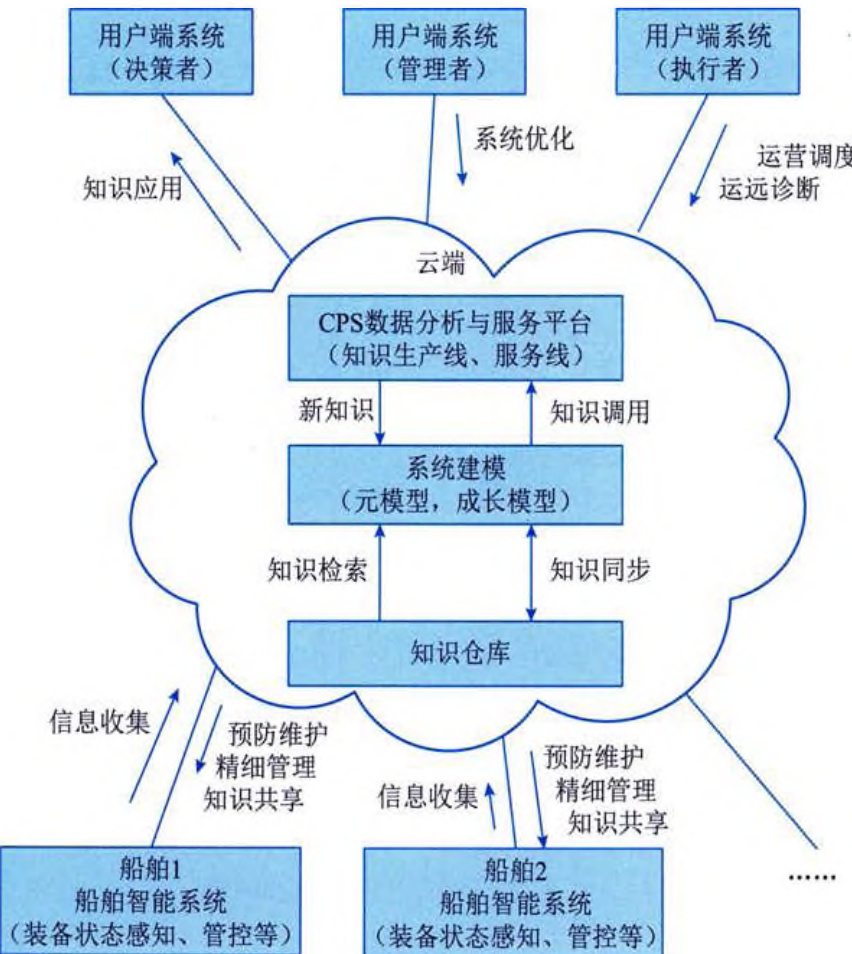 用户端系统
（决策者）
用户端系统
（管理者）
用户端系统
（执行者）
知识应用
系统优化
运营调度
运远诊断
云端
CPS数据分析与服务平台
（知识生产线、服务线）
新知识
知识调用
系统建模
（元模型，成长模型）
知识检索
知识同步
知识仓库
信息收集
预防维护
精细管理
知识共享
信息收集
预防维护
精细管理
知识共享
船舶1
船舶智能系统
（装备状态感知、管控等）
船舶2
船舶智能系统
（装备状态感知、管控等）
……